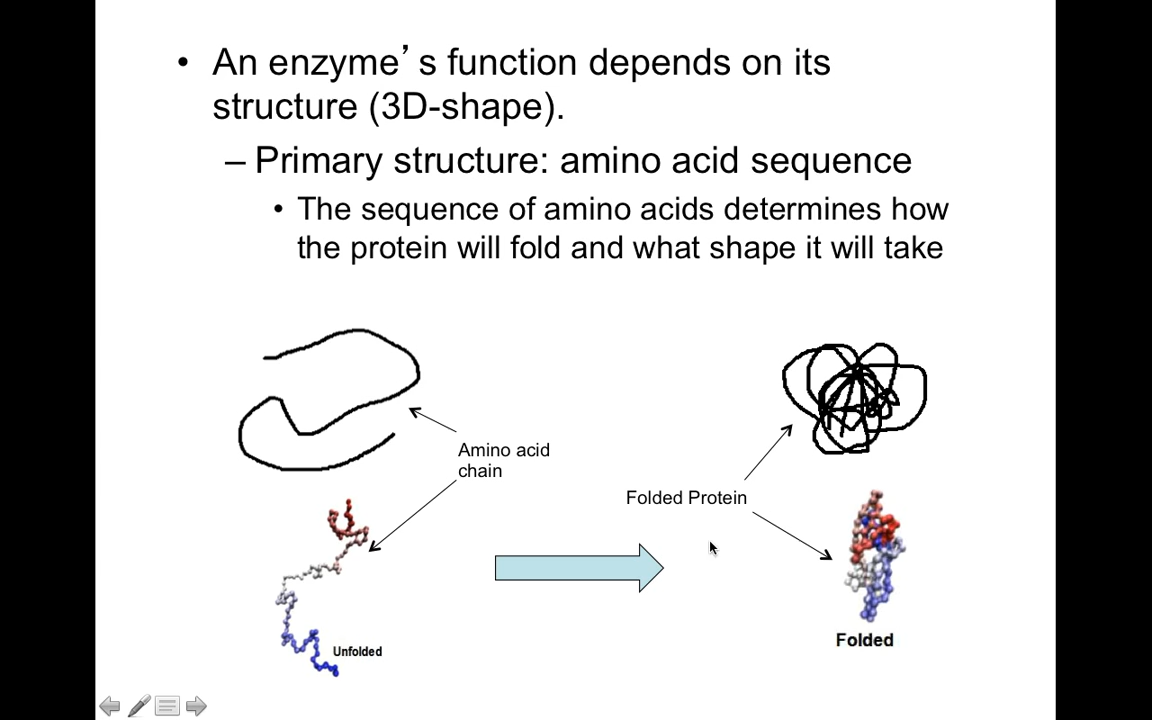 • An enzyme’s function depends on its
structure (3D-shape).
– Primary structure: amino acid sequence
• The sequence of amino acids determines how
the protein will fold and what shape it will take
Amino acid
chain
Folded Protein
Unfolded
Folded